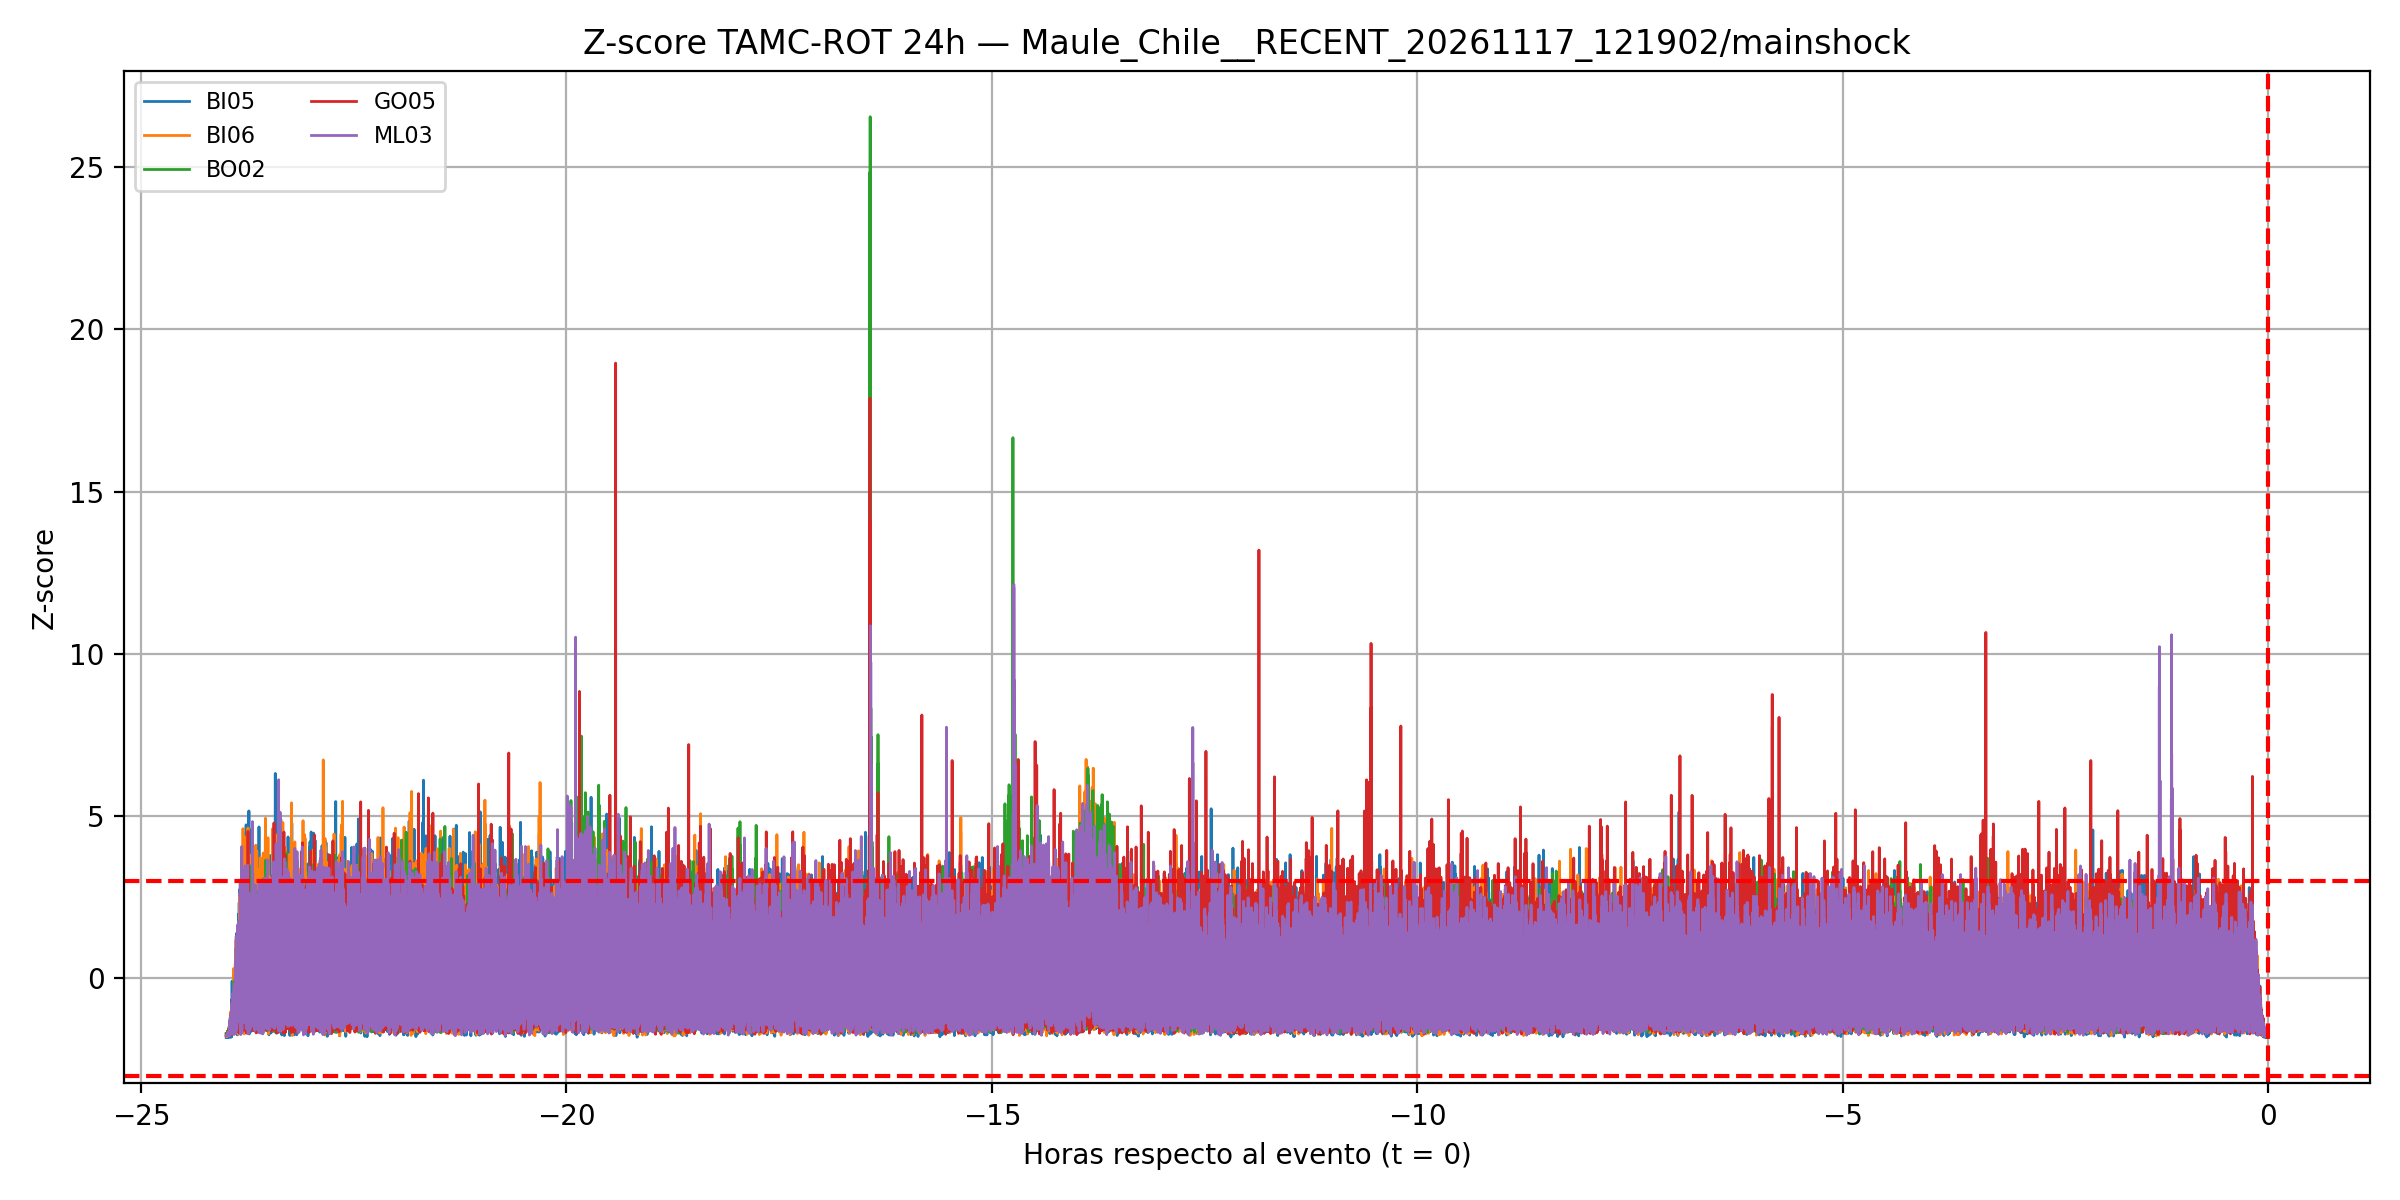 Z-score TAMC-ROT 24h — Maule_Chile__RECENT_20261117_121902/mainshock
BI05 GO05
BI06 ML03
BO02
25
20
15
10
5
0
Z-score
−25 −20 −15 −10 −5 0
Horas respecto al evento (t = 0)